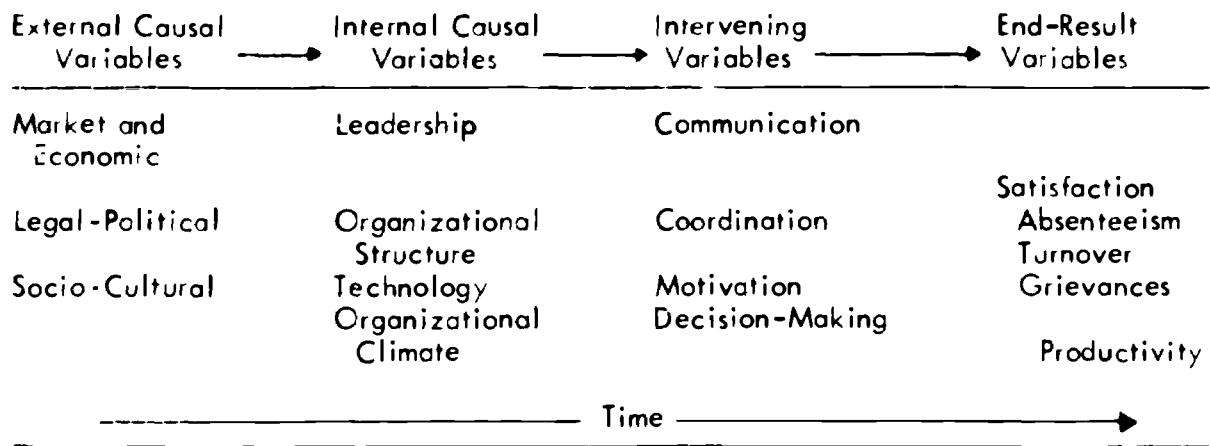 External Causal Internal Causal Intervening End-Result
Variables Variables Variables Variables
Market and Leadership Communication
Economic
Satisfaction
Legal-Political Organizational Coordination Absenteeism
Structure Turnover
Socio-Cultural Technology Motivation Grievances
Organizational Decision-Making
Climate Productivity
Time